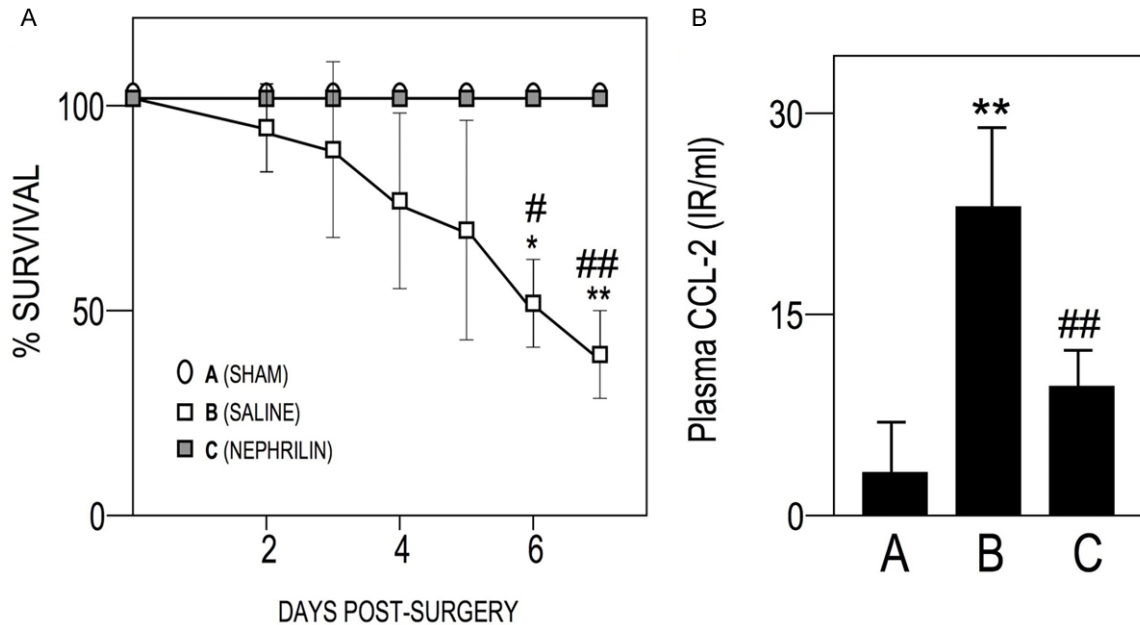 A
% SURVIVAL
100
50
0
#
*
##
**
A (SHAM)
B (SALINE)
C (NEPHRILIN)
2 4 6
DAYS POST-SURGERY
B
Plasma CCL-2 (IR/ml)
30
15
0
**
##
A B C